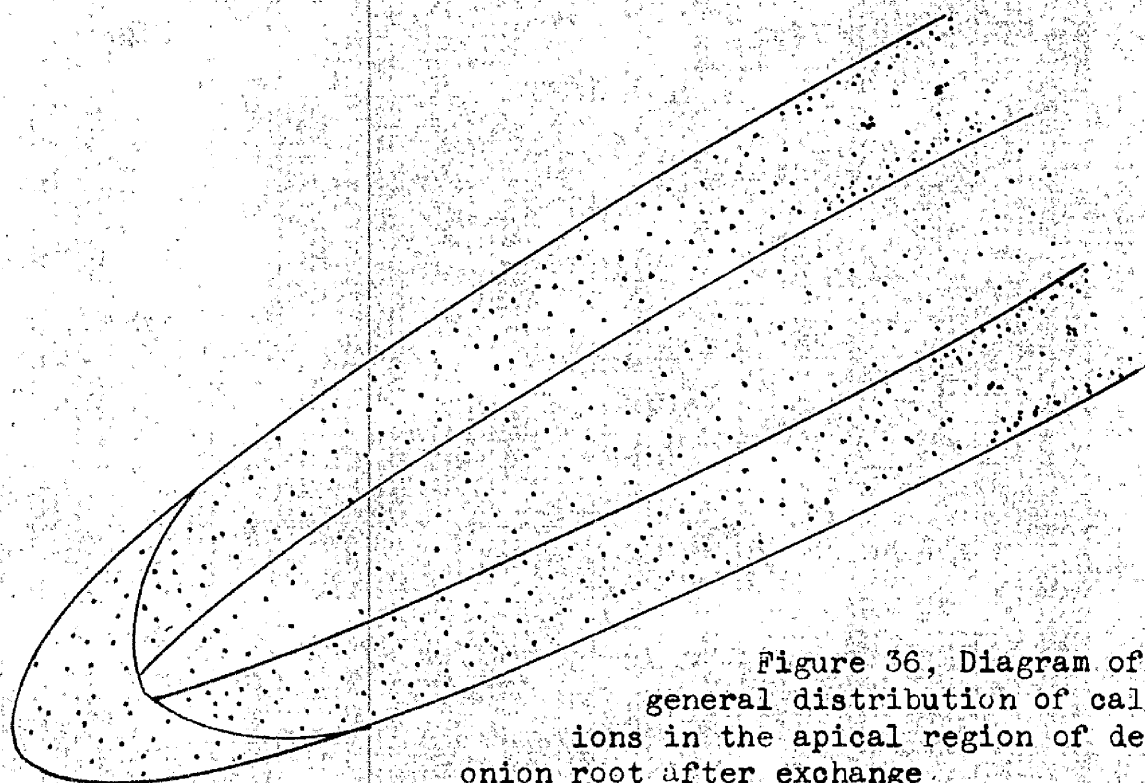 Figure 36, Diagram of
general distribution of cal
ions in the apical region of de
onion root after exchange